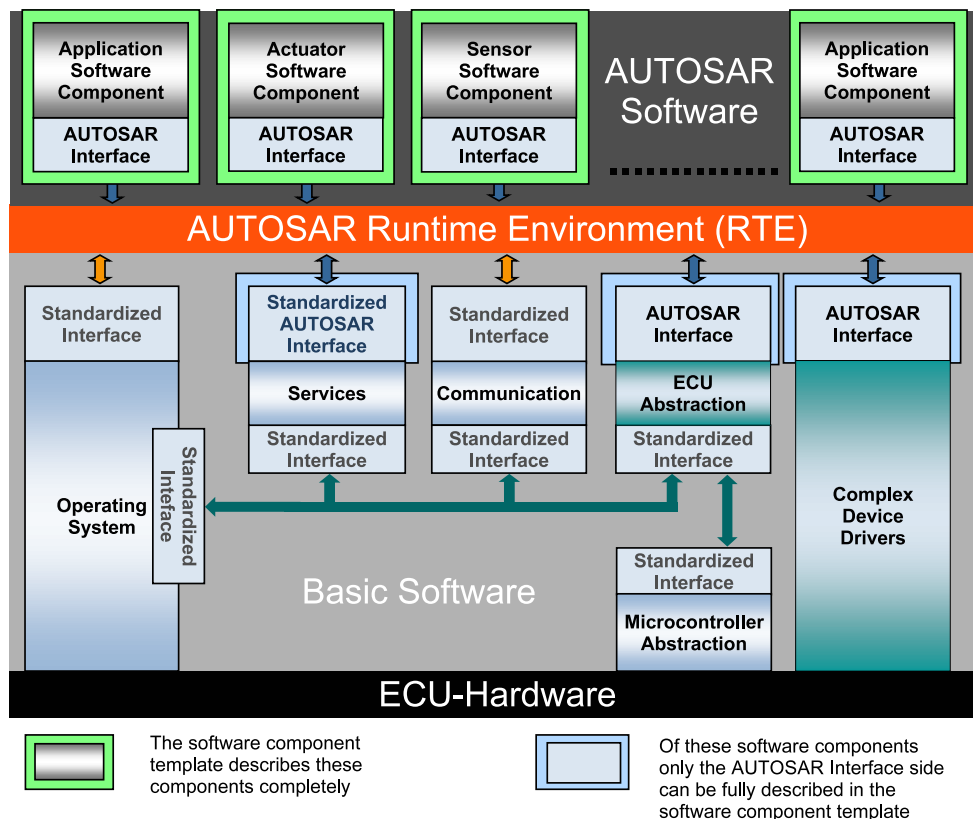 Application
Software
Component
AUTOSAR
Interface
Actuator
Software
Component
AUTOSAR
Interface
Sensor
Software
Component
AUTOSAR
Interface
AUTOSAR
Software
Application
Software
Component
AUTOSAR
Interface
AUTOSAR Runtime Environment (RTE)
Standardized
Interface
Operating
System
Standardized
Inteface
Standardized
AUTOSAR
Interface
Services
Standardized
Interface
Standardized
Interface
Communication
Standardized
Interface
AUTOSAR
Interface
ECU
Abstraction
Standardized
Interface
Standardized
Interface
Microcontroller
Abstraction
AUTOSAR
Interface
Complex
Device
Drivers
Basic Software
ECU-Hardware
The software component
template describes these
components completely
Of these software components
only the AUTOSAR Interface side
can be fully described in the
software component template